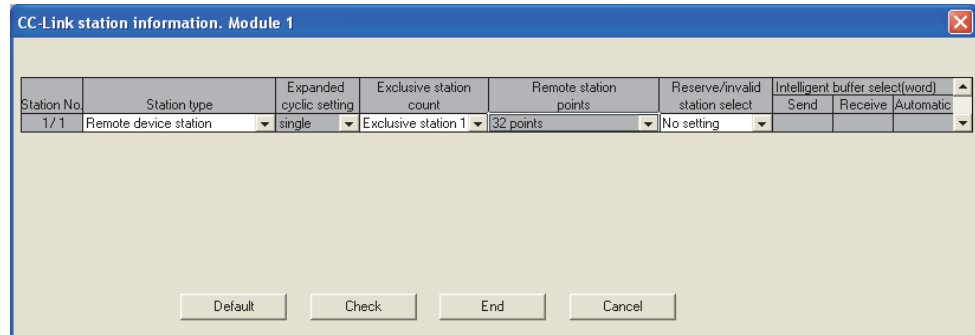 CC-Link station information. Module 1
Expanded Exclusive station Remote station Reserve/invalid Intelligent buffer select(word)
Station No. Station type cyclic setting count points station select Send Receive Automatic
1/ 1 Remote device station single Exclusive station 1 32 points No setting
Default Check End Cancel